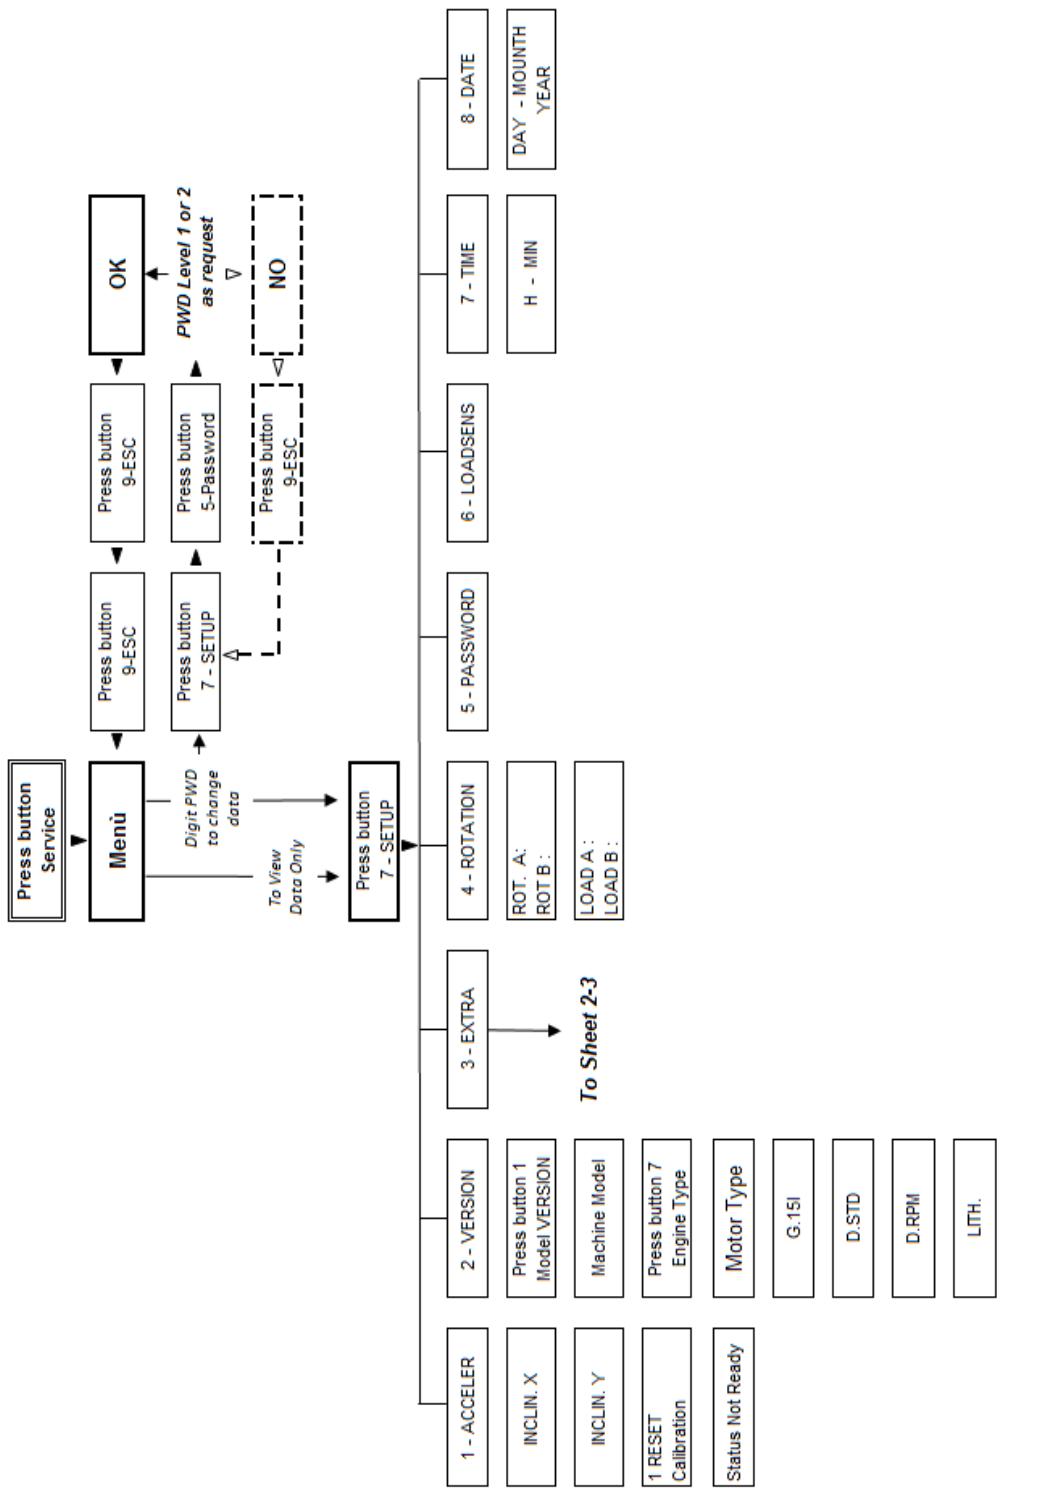 Press button
Service
Menù
Press button
9-ESC
Press button
9-ESC
OK
Digit PWD
to change
data
Press button
7 - SETUP
Press button
5-Password
PWD Level 1 or 2
as request
To View
Data Only
Press button
9-ESC
NO
Press button
7 - SETUP
1 - ACCELER
INCLIN. X
INCLIN. Y
1 RESET
Calibration
Status Not Ready
2 - VERSION
Press button 1
Model VERSION
Machine Model
Press button 7
Engine Type
Motor Type
G.15I
D.STD
D.RPM
LITH.
3 - EXTRA
To Sheet 2-3
4 - ROTATION
ROT. A:
ROT B :
LOAD A :
LOAD B :
5 - PASSWORD
6 - LOADSENS
7 - TIME
H - MIN
8 - DATE
DAY - MOUNTH
YEAR